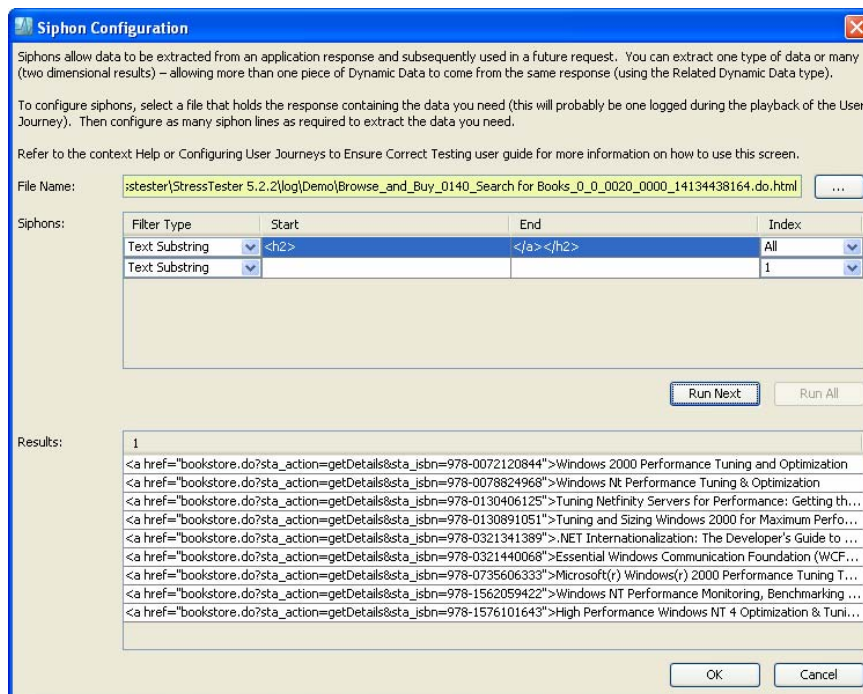 Siphon Configuration
Siphons allow data to be extracted from an application response and subsequently used in a future request. You can extract one type of data or many
(two dimensional results) – allowing more than one piece of Dynamic Data to come from the same response (using the Related Dynamic Data type).
To configure siphons, select a file that holds the response containing the data you need (this will probably be one logged during the playback of the User
Journey). Then configure as many siphon lines as required to extract the data you need.
Refer to the context Help or Configuring User Journeys to Ensure Correct Testing user guide for more information on how to use this screen.
File Name: :stester\StressTester 5.2.2\log\Demo\Browse_and_Buy_0140_Search for Books_0_0_0020_0000_14134438164.do.html ...
Siphons: Filter Type Start End Index
Text Substring <h2> </a></h2> All
Text Substring 1
Run Next Run All
Results: 1
<a href="bookstore.do?sta_action=getDetails&sta_isbn=978-0072120844">Windows 2000 Performance Tuning and Optimization
<a href="bookstore.do?sta_action=getDetails&sta_isbn=978-0078824968">Windows Nt Performance Tuning & Optimization
<a href="bookstore.do?sta_action=getDetails&sta_isbn=978-0130406125">Tuning Netfinity Servers for Performance: Getting th...
<a href="bookstore.do?sta_action=getDetails&sta_isbn=978-0130891051">Tuning and Sizing Windows 2000 for Maximum Perfo...
<a href="bookstore.do?sta_action=getDetails&sta_isbn=978-0321341389">.NET Internationalization: The Developer's Guide to ...
<a href="bookstore.do?sta_action=getDetails&sta_isbn=978-0321440068">Essential Windows Communication Foundation (WCF...
<a href="bookstore.do?sta_action=getDetails&sta_isbn=978-0735606333">Microsoft(r) Windows(r) 2000 Performance Tuning T...
<a href="bookstore.do?sta_action=getDetails&sta_isbn=978-1562059422">Windows NT Performance Monitoring, Benchmarking ...
<a href="bookstore.do?sta_action=getDetails&sta_isbn=978-1576101643">High Performance Windows NT 4 Optimization & Tuni...
OK Cancel